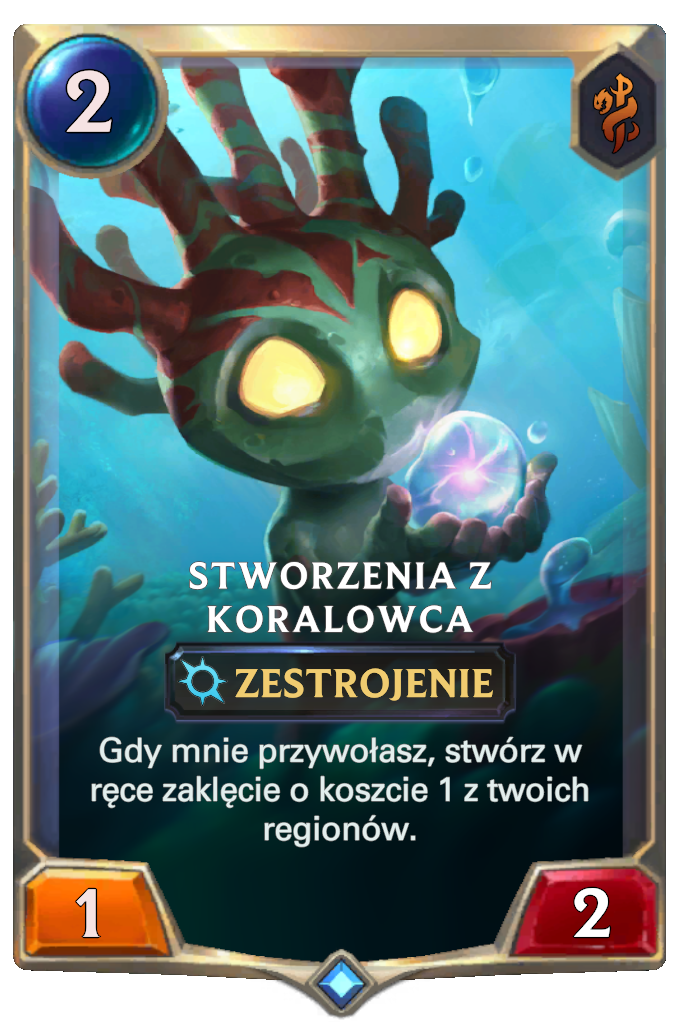 2
STWORZENIA Z
KORALOWCA
ZESTROJENIE
Gdy mnie przywołasz, stwórz w
ręce zaklęcie o koszcie 1 z twoich
regionów.
1
2